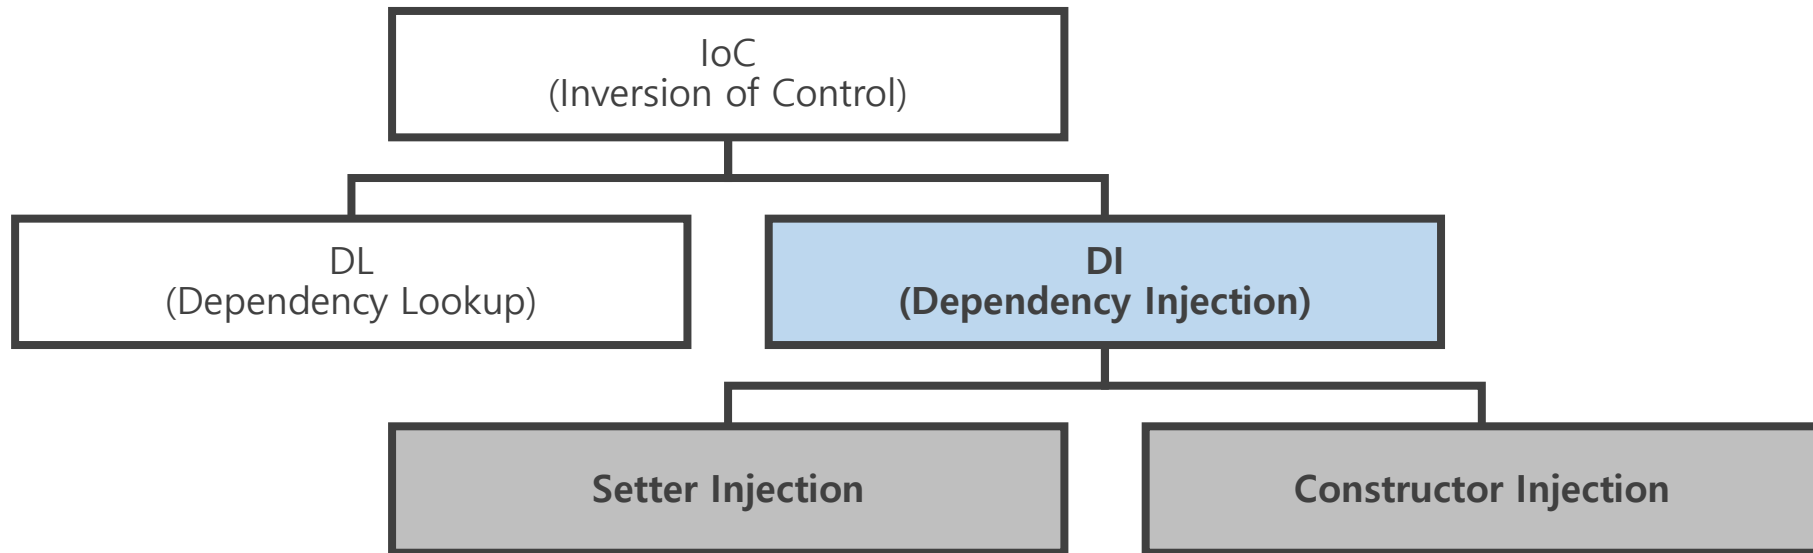 IoC
(Inversion of Control)
DL
(Dependency Lookup)
DI
(Dependency Injection)
Setter Injection
Constructor Injection